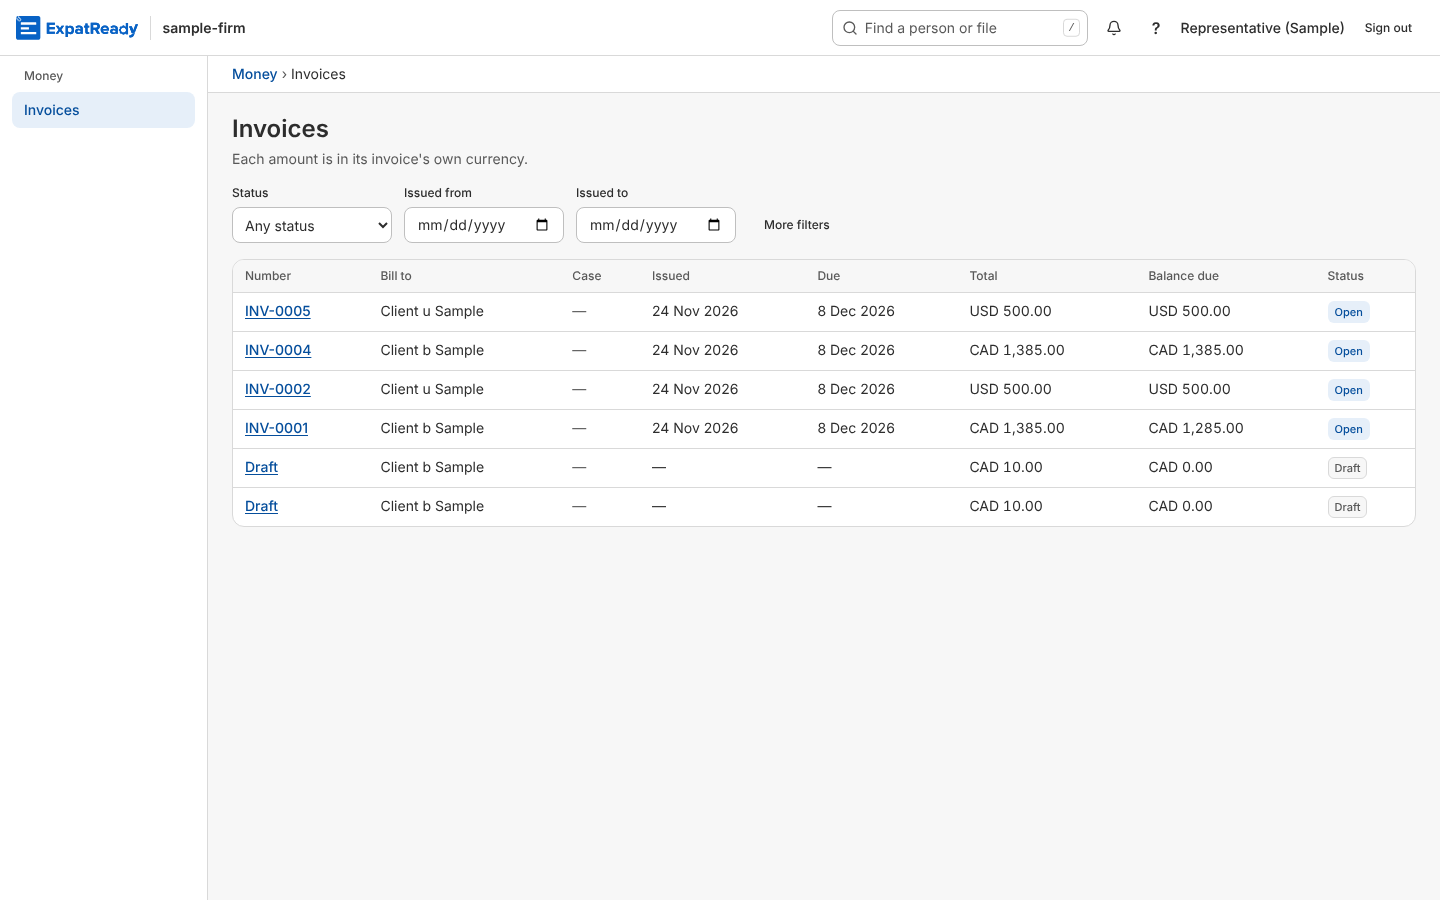 ExpatReady sample-firm Find a person or file / ? Representative (Sample) Sign out
Money
Invoices
Money › Invoices
Invoices
Each amount is in its invoice's own currency.
Status Issued from Issued to
Any status mm/dd/yyyy mm/dd/yyyy More filters
Number Bill to Case Issued Due Total Balance due Status
INV-0005 Client u Sample — 24 Nov 2026 8 Dec 2026 USD 500.00 USD 500.00 Open
INV-0004 Client b Sample — 24 Nov 2026 8 Dec 2026 CAD 1,385.00 CAD 1,385.00 Open
INV-0002 Client u Sample — 24 Nov 2026 8 Dec 2026 USD 500.00 USD 500.00 Open
INV-0001 Client b Sample — 24 Nov 2026 8 Dec 2026 CAD 1,385.00 CAD 1,285.00 Open
Draft Client b Sample — — — CAD 10.00 CAD 0.00 Draft
Draft Client b Sample — — — CAD 10.00 CAD 0.00 Draft